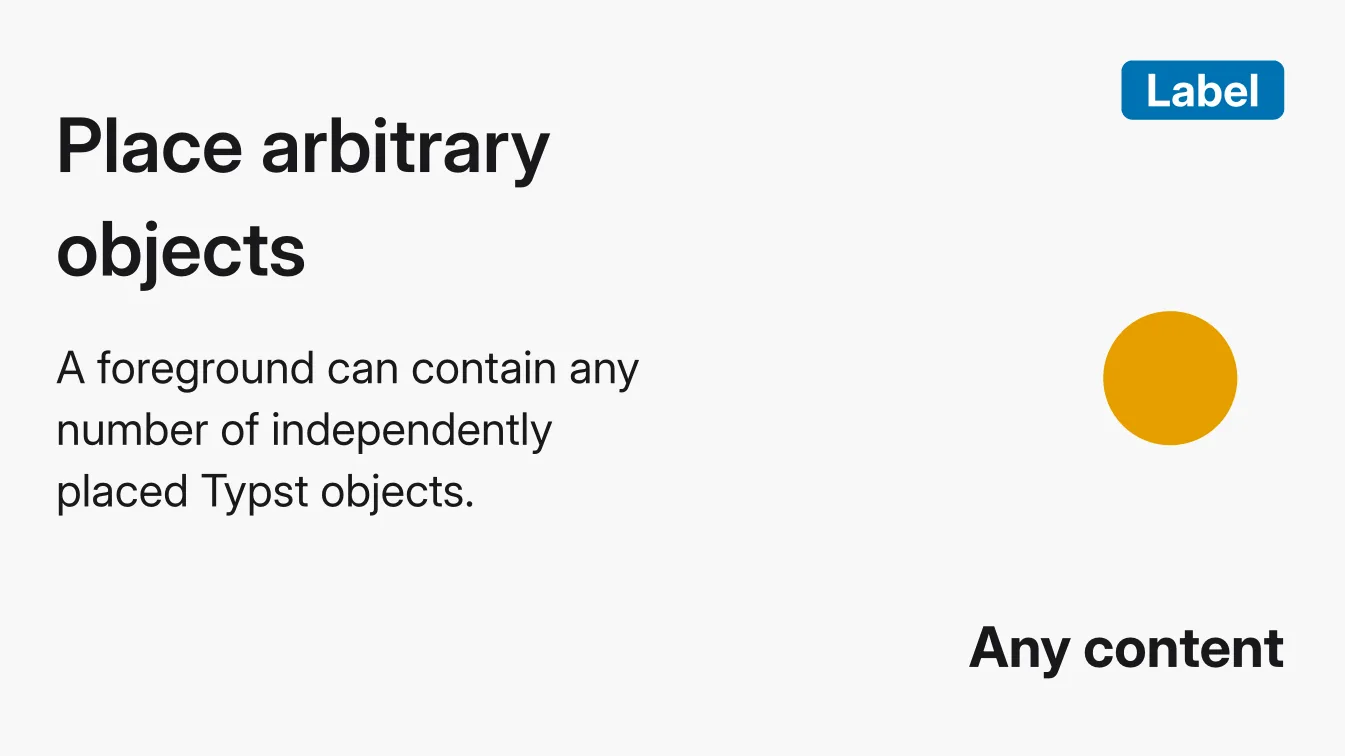 Label
Place arbitrary
objects
A foreground can contain any
number of independently
placed Typst objects.
Any content